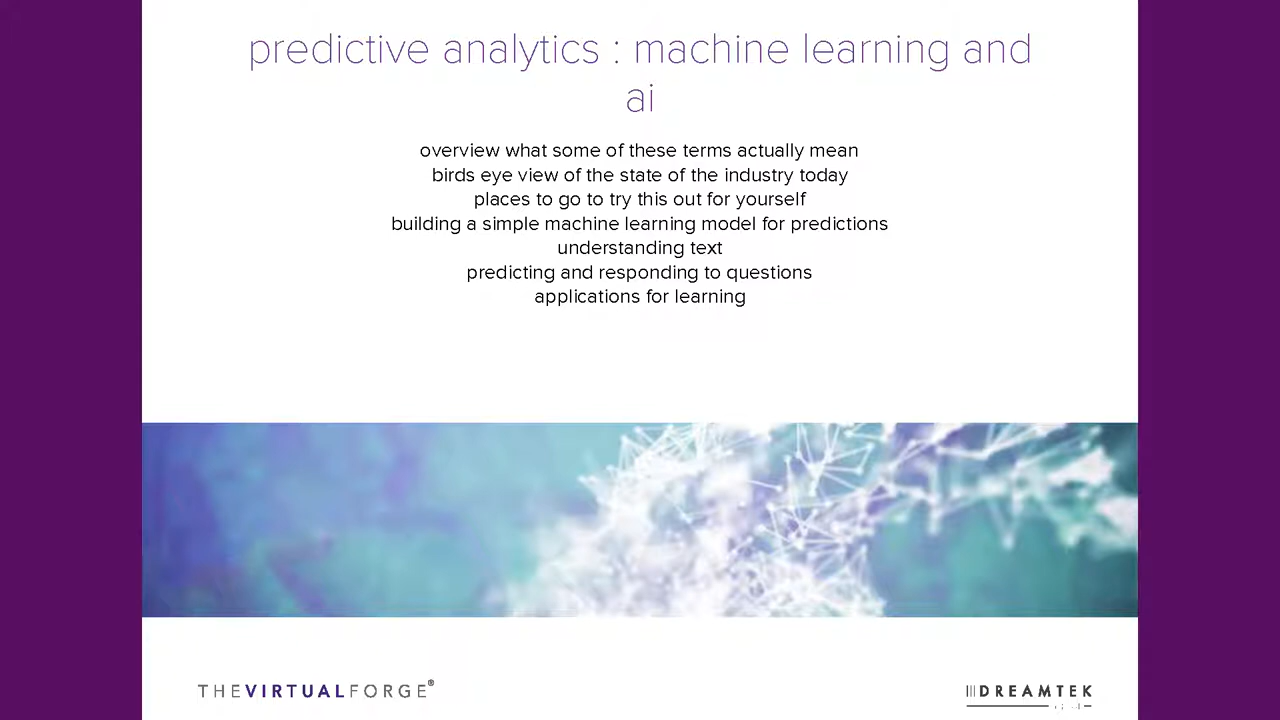 predictive analytics : machine learning and
ai
overview what some of these terms actually mean
birds eye view of the state of the industry today
places to go to try this out for yourself
building a simple machine learning model for predictions
understanding text
predicting and responding to questions
applications for learning
THEVIRTUALFORGE®
DREAMTEK